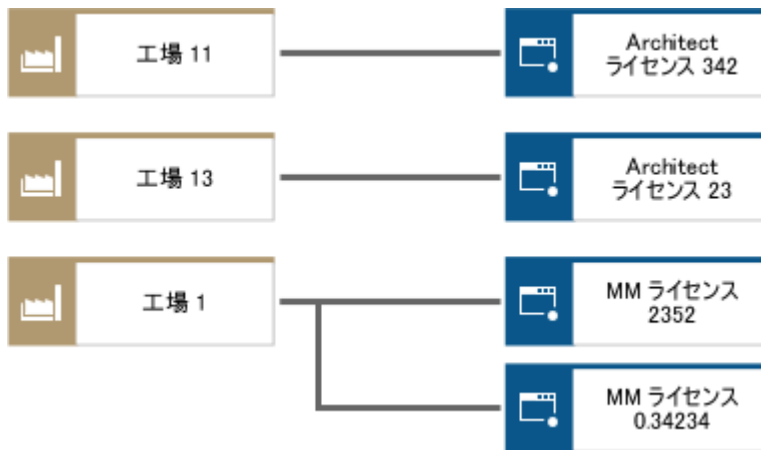 工場 11
Architect
ライセンス 342
工場 13
Architect
ライセンス 23
工場 1
MM ライセンス
2352
MM ライセンス
0.34234